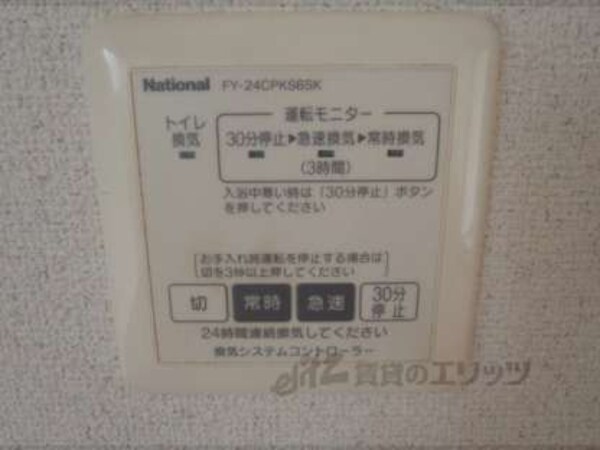 National FY-24CPKS6SK
運転モニター
トイレ換気
30分停止▶急速換気▶常時換気
(3時間)
入浴中寒い時は「30分停止」ボタン
を押してください
お手入れ時運転を停止する場合は
切を3秒以上押してください
切 常時 急速 30分停止
24時間連続換気してください
換気システムコントローラー
elitz 賃貸のエリッツ